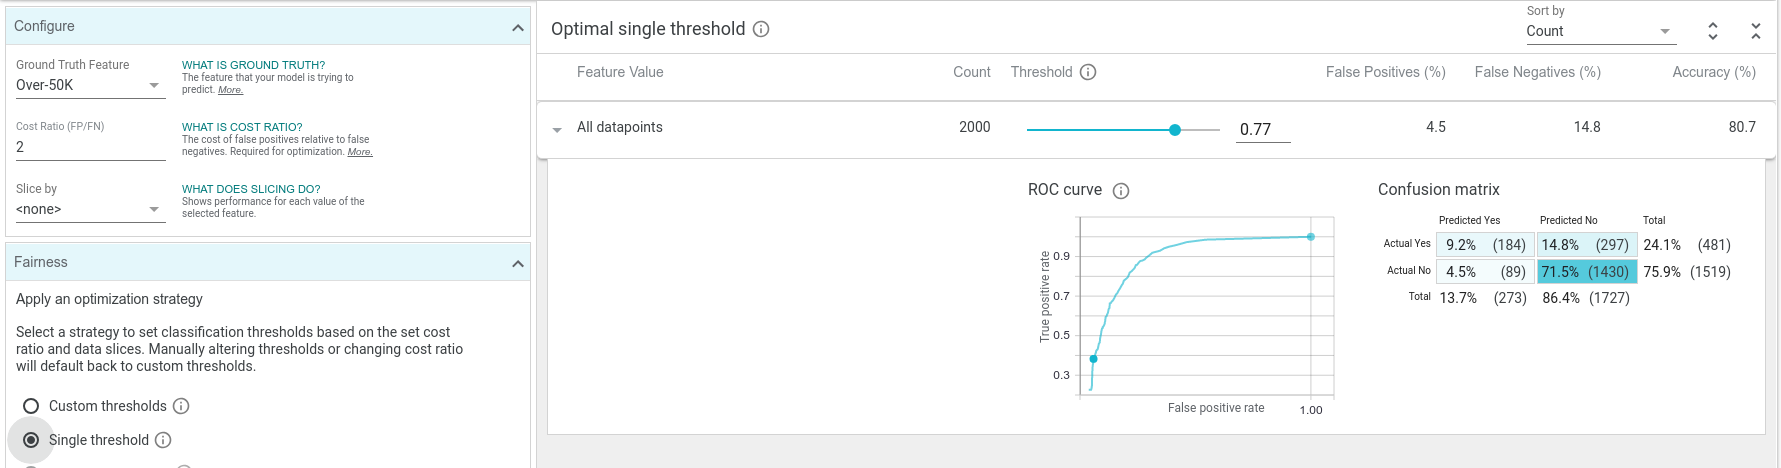 Configure
Ground Truth Feature
Over-50K
WHAT IS GROUND TRUTH?
The feature that your model is trying to
predict. More.
Cost Ratio (FP/FN)
2
WHAT IS COST RATIO?
The cost of false positives relative to false
negatives. Required for optimization. More.
Slice by
<none>
WHAT DOES SLICING DO?
Shows performance for each value of the
selected feature.
Fairness
Apply an optimization strategy
Select a strategy to set classification thresholds based on the set cost
ratio and data slices. Manually altering thresholds or changing cost ratio
will default back to custom thresholds.
Custom thresholds
Single threshold
Optimal single threshold
Sort by
Count
Feature Value Count Threshold False Positives (%) False Negatives (%) Accuracy (%)
All datapoints 2000 0.77 4.5 14.8 80.7
ROC curve
True positive rate
0.9
0.7
0.5
0.3
False positive rate
1.00
Confusion matrix
Predicted Yes Predicted No Total
Actual Yes 9.2% (184) 14.8% (297) 24.1% (481)
Actual No 4.5% (89) 71.5% (1430) 75.9% (1519)
Total 13.7% (273) 86.4% (1727)